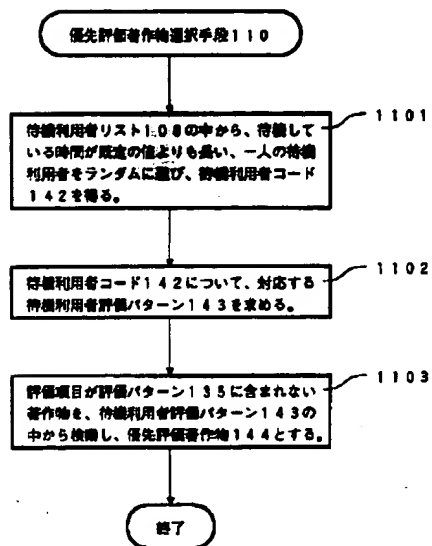 優先評価著作物選択手段110
1101
待機利用者リスト108の中から、待機して
いる時間が既定の値よりも長い、一人の待機
利用者をランダムに選び、待機利用者コード
142を得る。
1102
待機利用者コード142について、対応する
待機利用者評価パターン143を求める。
1103
評価項目が評価パターン135に含まれない
著作物を、待機利用者評価パターン143の
中から検索し、優先評価著作物144とする。
終了